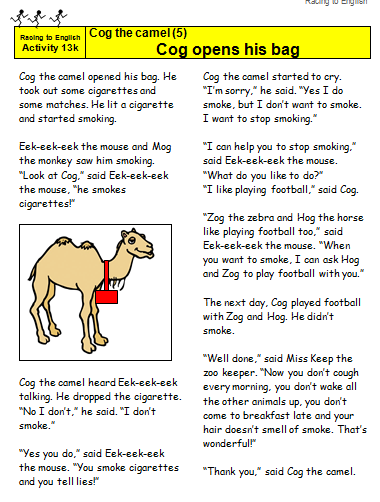 Racing to English
Racing to English
Activity 13k
Cog the camel (5)
Cog opens his bag
Cog the camel opened his bag. He
took out some cigarettes and
some matches. He lit a cigarette
and started smoking.
Eek-eek-eek the mouse and Mog
the monkey saw him smoking.
“Look at Cog,” said Eek-eek-eek
the mouse, “he smokes
cigarettes!”
Cog the camel heard Eek-eek-eek
talking. He dropped the cigarette.
“No I don’t,” he said. “I don’t
smoke.”
“Yes you do,” said Eek-eek-eek
the mouse. “You smoke cigarettes
and you tell lies!”
Cog the camel started to cry.
“I’m sorry,” he said. “Yes I do
smoke, but I don’t want to smoke.
I want to stop smoking.”
“I can help you to stop smoking,”
said Eek-eek-eek the mouse.
“What do you like to do?”
“I like playing football,” said Cog.
“Zog the zebra and Hog the horse
like playing football too,” said
Eek-eek-eek the mouse. “When
you want to smoke, I can ask Hog
and Zog to play football with you.”
The next day, Cog played football
with Zog and Hog. He didn’t
smoke.
“Well done,” said Miss Keep the
zoo keeper. “Now you don’t cough
every morning, you don’t wake all
the other animals up, you don’t
come to breakfast late and your
hair doesn’t smell of smoke. That’s
wonderful!”
“Thank you,” said Cog the camel.